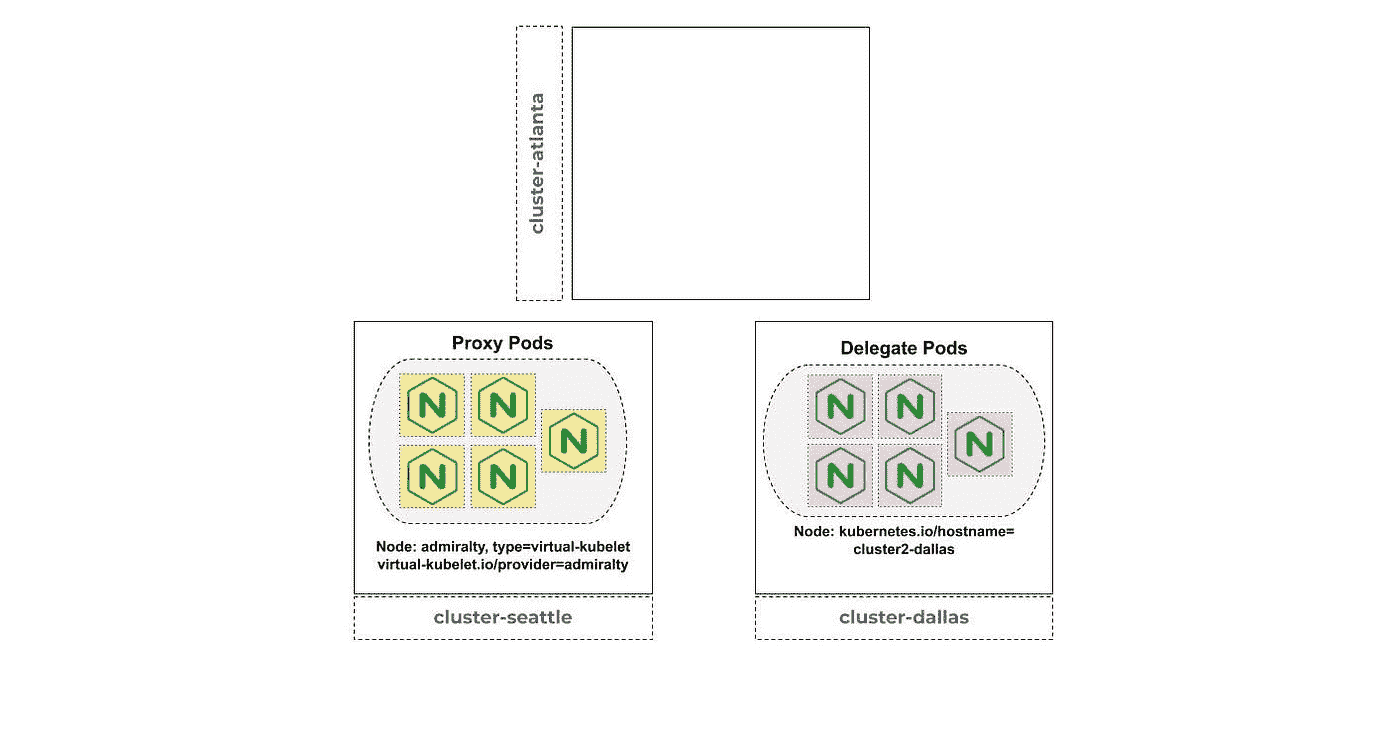 cluster-atlanta
Proxy Pods
N
N
N
N
N
Node: admiralty, type=virtual-kubelet
virtual-kubelet.io/provider=admiralty
cluster-seattle
Delegate Pods
N
N
N
N
N
Node: kubernetes.io/hostname=
cluster2-dallas
cluster-dallas